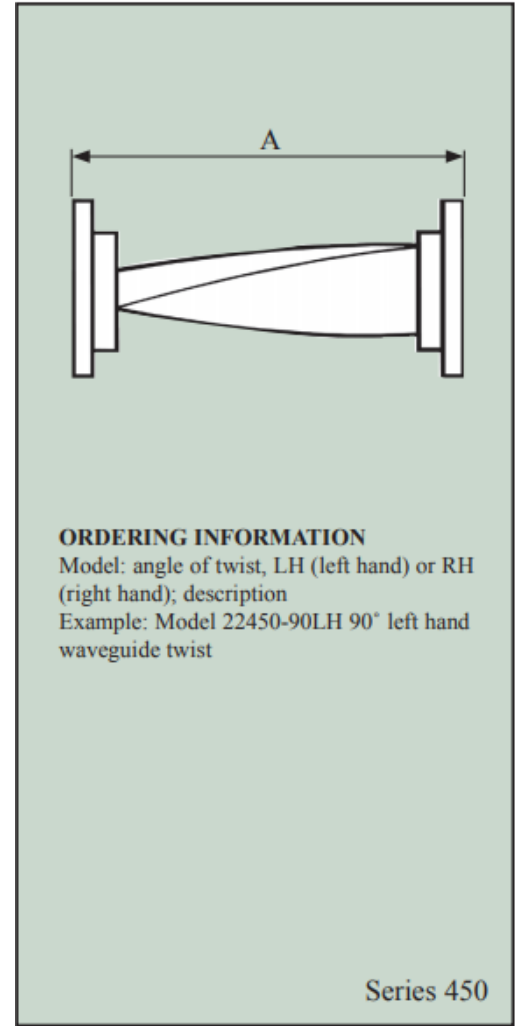 A
ORDERING INFORMATION
Model: angle of twist, LH (left hand) or RH
(right hand); description
Example: Model 22450-90LH 90˚ left hand
waveguide twist
Series 450